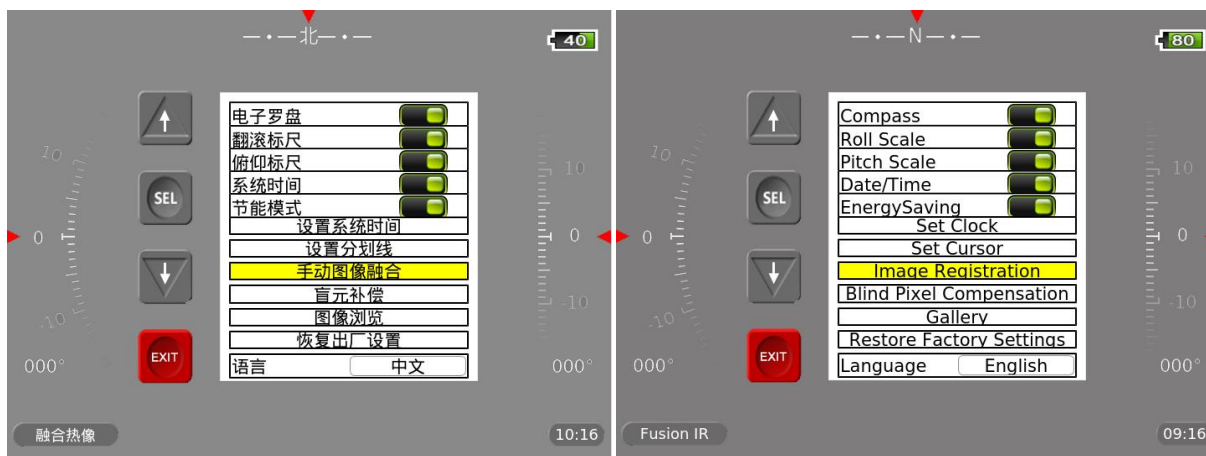 —·—北—·—
40
电子罗盘
翻滚标尺
俯仰标尺
系统时间
节能模式
设置系统时间
设置分划线
手动图像融合
盲元补偿
图像浏览
恢复出厂设置
语言 中文
SEL
EXIT
10
0
-10
000°
10
0
-10
000°
融合热像
10:16
—·—N—·—
80
Compass
Roll Scale
Pitch Scale
Date/Time
EnergySaving
Set Clock
Set Cursor
Image Registration
Blind Pixel Compensation
Gallery
Restore Factory Settings
Language English
SEL
EXIT
10
0
-10
000°
10
0
-10
000°
Fusion IR
09:16